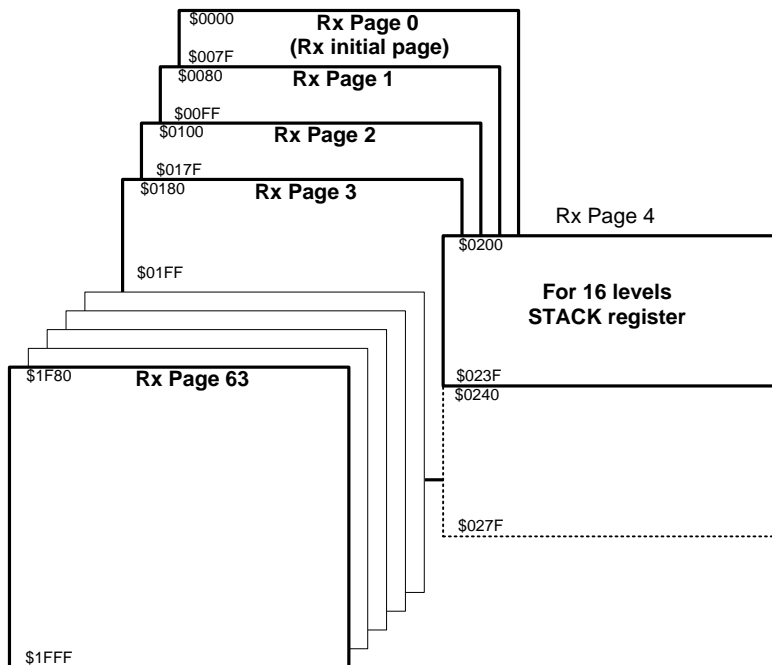 $0000
Rx Page 0
(Rx initial page)
$007F
$0080
Rx Page 1
$00FF
$0100
Rx Page 2
$017F
$0180
Rx Page 3
$01FF
Rx Page 4
$0200
For 16 levels
STACK register
$023F
$0240
$027F
$1F80
Rx Page 63
$1FFF